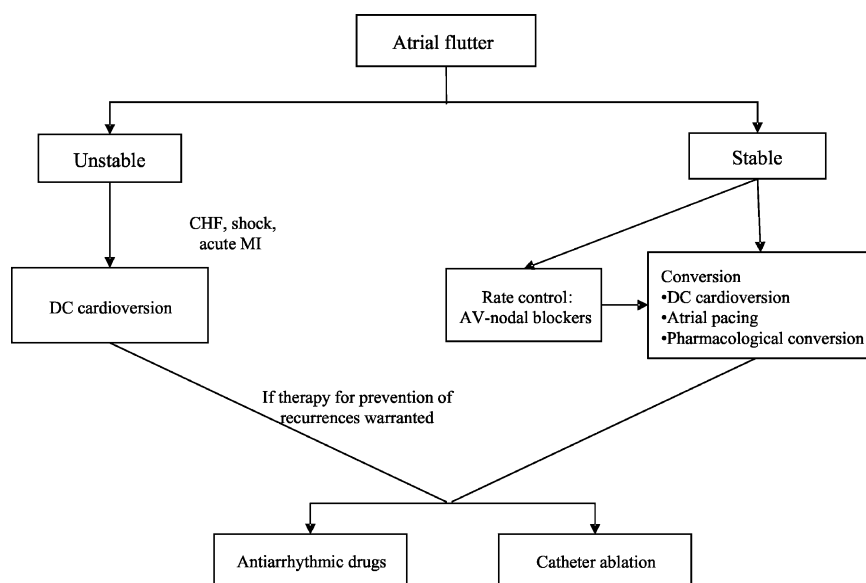 Atrial flutter
Unstable
Stable
CHF, shock,
acute MI
DC cardioversion
Rate control:
AV-nodal blockers
Conversion
•DC cardioversion
•Atrial pacing
•Pharmacological conversion
If therapy for prevention of
recurrences warranted
Antiarrhythmic drugs
Catheter ablation